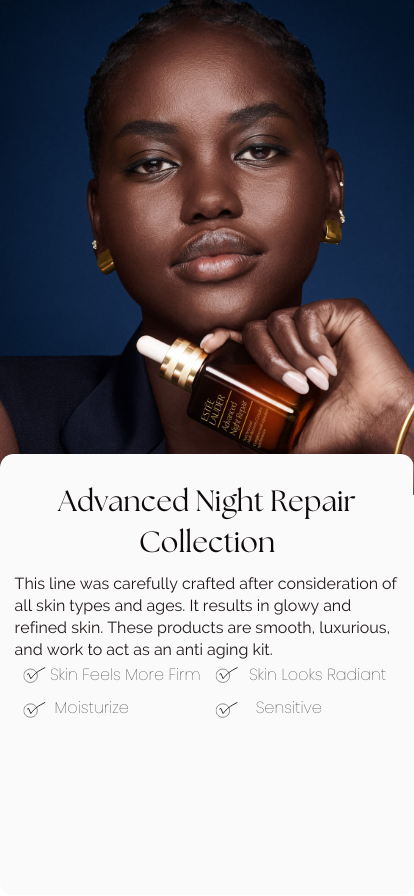 ESTĒE
LAUDER
Advanced
Night Repair
Advanced Night Repair
Collection
This line was carefully crafted after consideration of
all skin types and ages. It results in glowy and
refined skin. These products are smooth, luxurious,
and work to act as an anti aging kit.
Skin Feels More Firm Skin Looks Radiant
Moisturize Sensitive